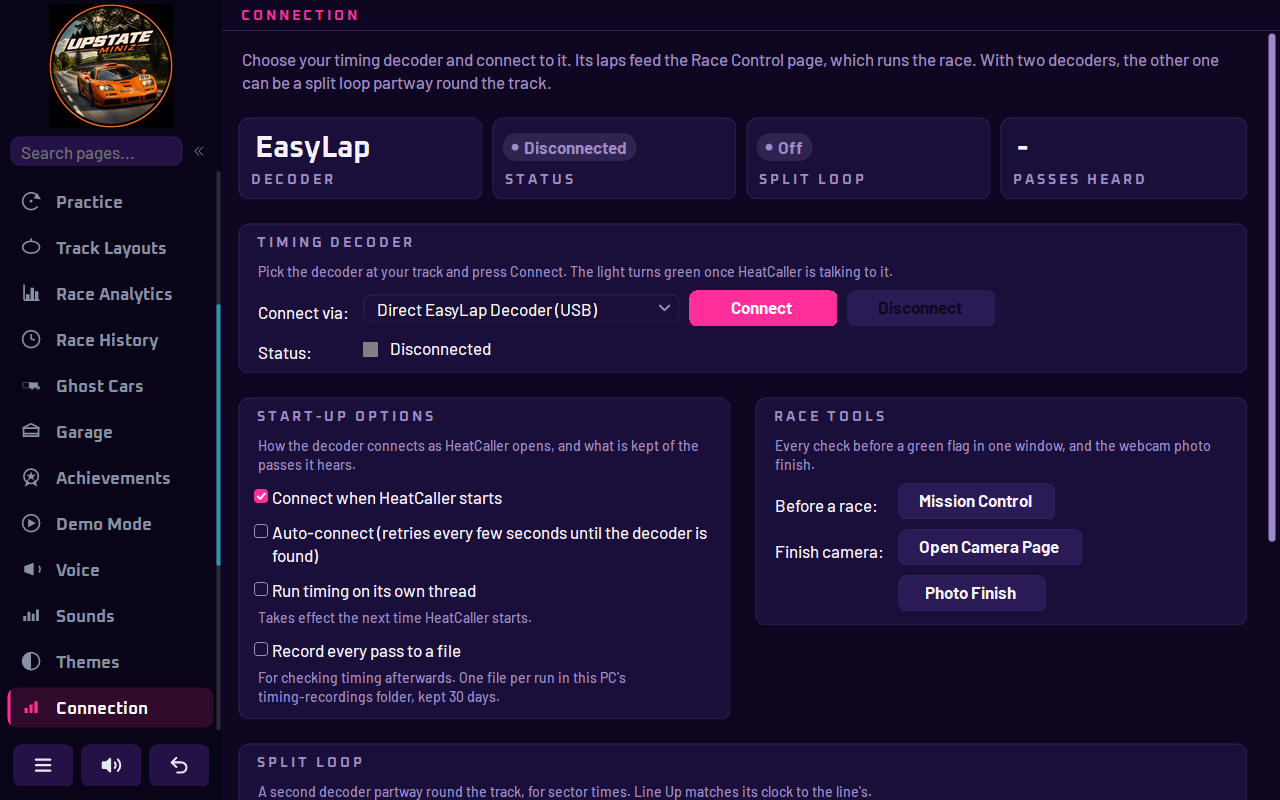 UPSTATE
MINIZ
Search pages...
Practice
Track Layouts
Race Analytics
Race History
Ghost Cars
Garage
Achievements
Demo Mode
Voice
Sounds
Themes
Connection
CONNECTION
Choose your timing decoder and connect to it. Its laps feed the Race Control page, which runs the race. With two decoders, the other one
can be a split loop partway round the track.
EasyLap
DECODER
Disconnected
STATUS
Off
SPLIT LOOP
-
PASSES HEARD
TIMING DECODER
Pick the decoder at your track and press Connect. The light turns green once HeatCaller is talking to it.
Connect via: Direct EasyLap Decoder (USB) Connect Disconnect
Status: Disconnected
START-UP OPTIONS
How the decoder connects as HeatCaller opens, and what is kept of the
passes it hears.
Connect when HeatCaller starts
Auto-connect (retries every few seconds until the decoder is
found)
Run timing on its own thread
Takes effect the next time HeatCaller starts.
Record every pass to a file
For checking timing afterwards. One file per run in this PC's
timing-recordings folder, kept 30 days.
RACE TOOLS
Every check before a green flag in one window, and the webcam photo
finish.
Before a race: Mission Control
Finish camera: Open Camera Page
Photo Finish
SPLIT LOOP
A second decoder partway round the track, for sector times. Line Up matches its clock to the line's.